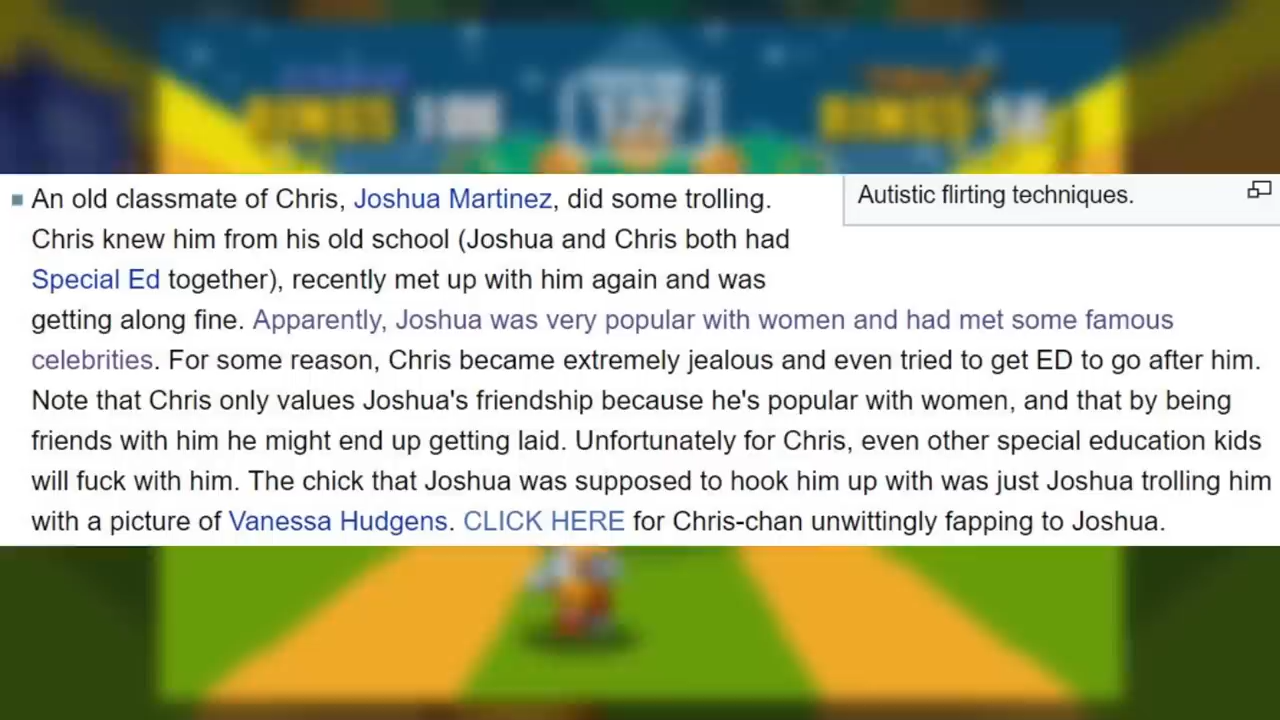 An old classmate of Chris, Joshua Martinez, did some trolling.
Autistic flirting techniques.
Chris knew him from his old school (Joshua and Chris both had
Special Ed together), recently met up with him again and was
getting along fine. Apparently, Joshua was very popular with women and had met some famous
celebrities. For some reason, Chris became extremely jealous and even tried to get ED to go after him.
Note that Chris only values Joshua's friendship because he's popular with women, and that by being
friends with him he might end up getting laid. Unfortunately for Chris, even other special education kids
will fuck with him. The chick that Joshua was supposed to hook him up with was just Joshua trolling him
with a picture of Vanessa Hudgens. CLICK HERE for Chris-chan unwittingly fapping to Joshua.